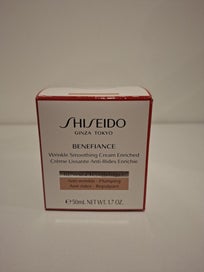 SHISEIDO
GINZA TOKYO
BENEFIANCE
Wrinkle Smoothing Cream Enriched
Crème Lissante Anti-Rides Enrichie
Anti-wrinkle · Plumping
Anti-rides · Repulpant
e 50mL NET WT. 1.7 OZ.